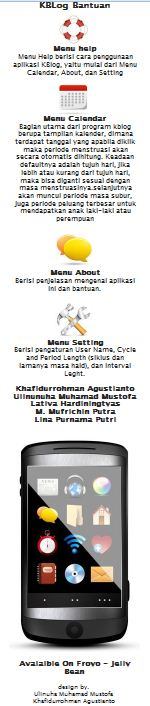 KBLog Bantuan
Menu help
Menu Help berisi cara penggunaan
aplikasi KBlog, yaitu mulai dari Menu
Calendar, About, dan Setting
Menu Calendar
Bagian utama dari program kblog
berupa tampilan kalender, dimana
terdapat tanggal yang apabila diklik
maka periode menstruasi akan
secara otomatis dihitung. Keadaan
defaultnya adalah tujuh hari, jika
lebih atau kurang dari tujuh hari,
maka bisa diganti sesuai dengan
masa menstruasinya.selanjutnya
akan muncul periode masa subur,
juga periode peluang terbesar untuk
mendapatkan anak laki-laki atau
perempuan
Menu About
Berisi penjelasan mengenai aplikasi
ini dan bantuan.
Menu Setting
Berisi pengaturan User Name, Cycle
and Period Length (siklus dan
lamanya masa haid), dan Interval
Leght.
Khafidurrohman Agustianto
Ulinunuha Muhamad Mustofa
Lativa Hardiningtyas
M. Mufrichin Putra
Lina Purnama Putri
Avalaible On Froyo - Jelly
Bean
design by.
Ulinuhs Muhamad Mustofa
Khafidurrohman Agustianto